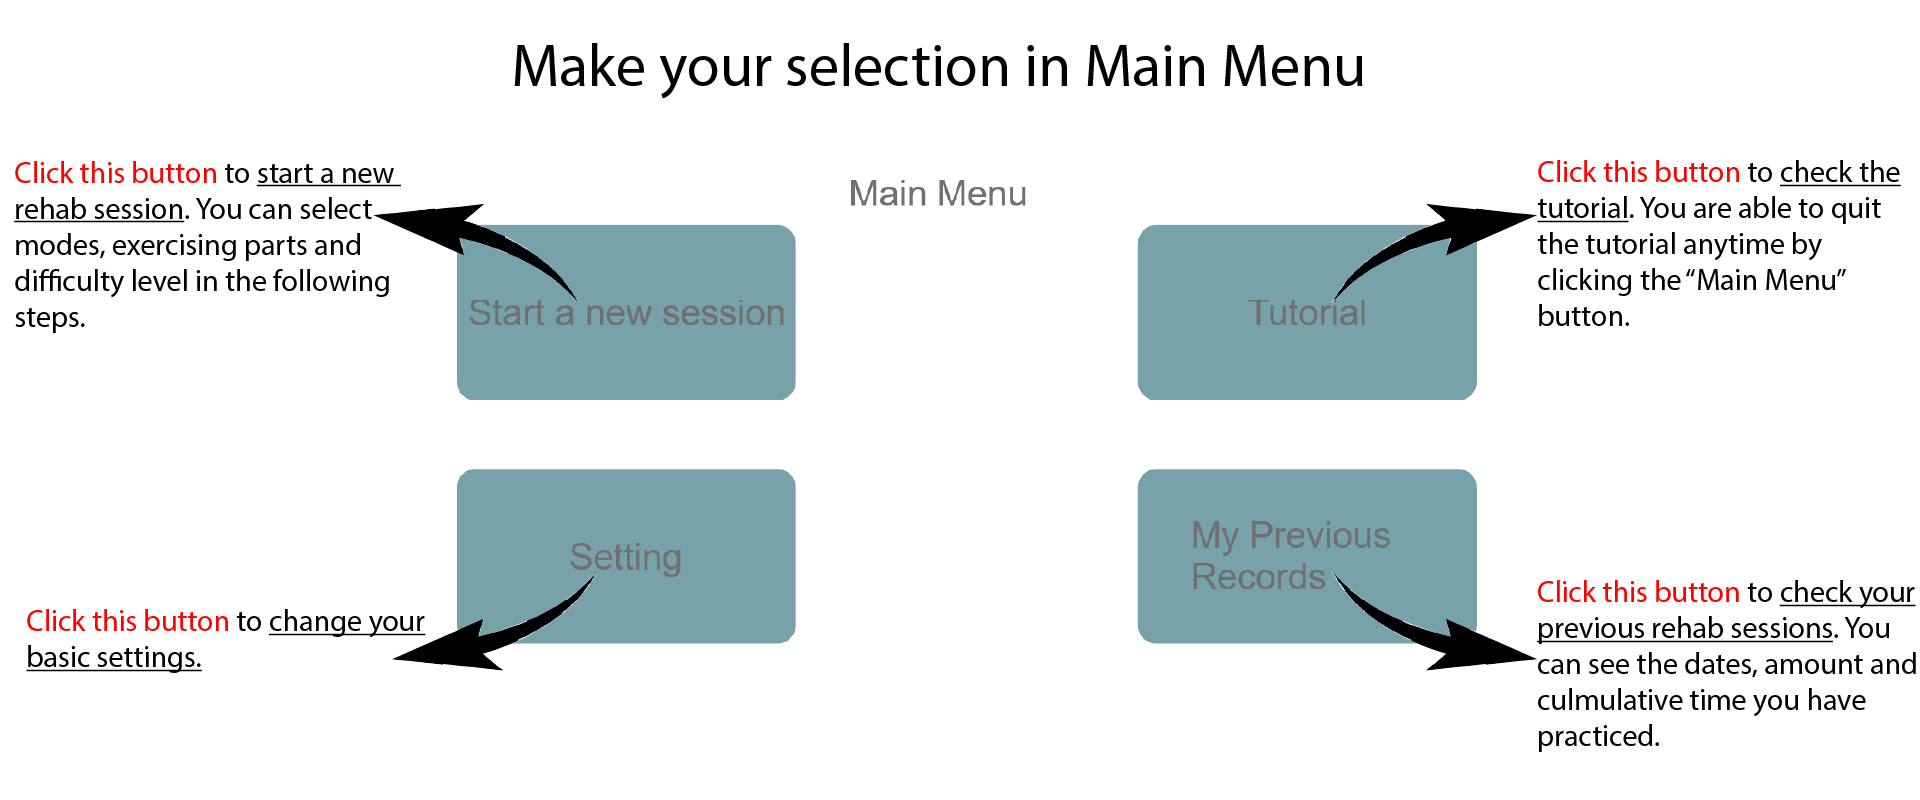 Make your selection in Main Menu
Click this button to start a new
rehab session. You can select
modes, exercising parts and
difficulty level in the following
steps.
Main Menu
Click this button to check the
tutorial. You are able to quit
the tutorial anytime by
clicking the “Main Menu”
button.
Start a new session
Tutorial
Setting
My Previous
Records
Click this button to change your
basic settings.
Click this button to check your
previous rehab sessions. You
can see the dates, amount and
culmulative time you have
practiced.